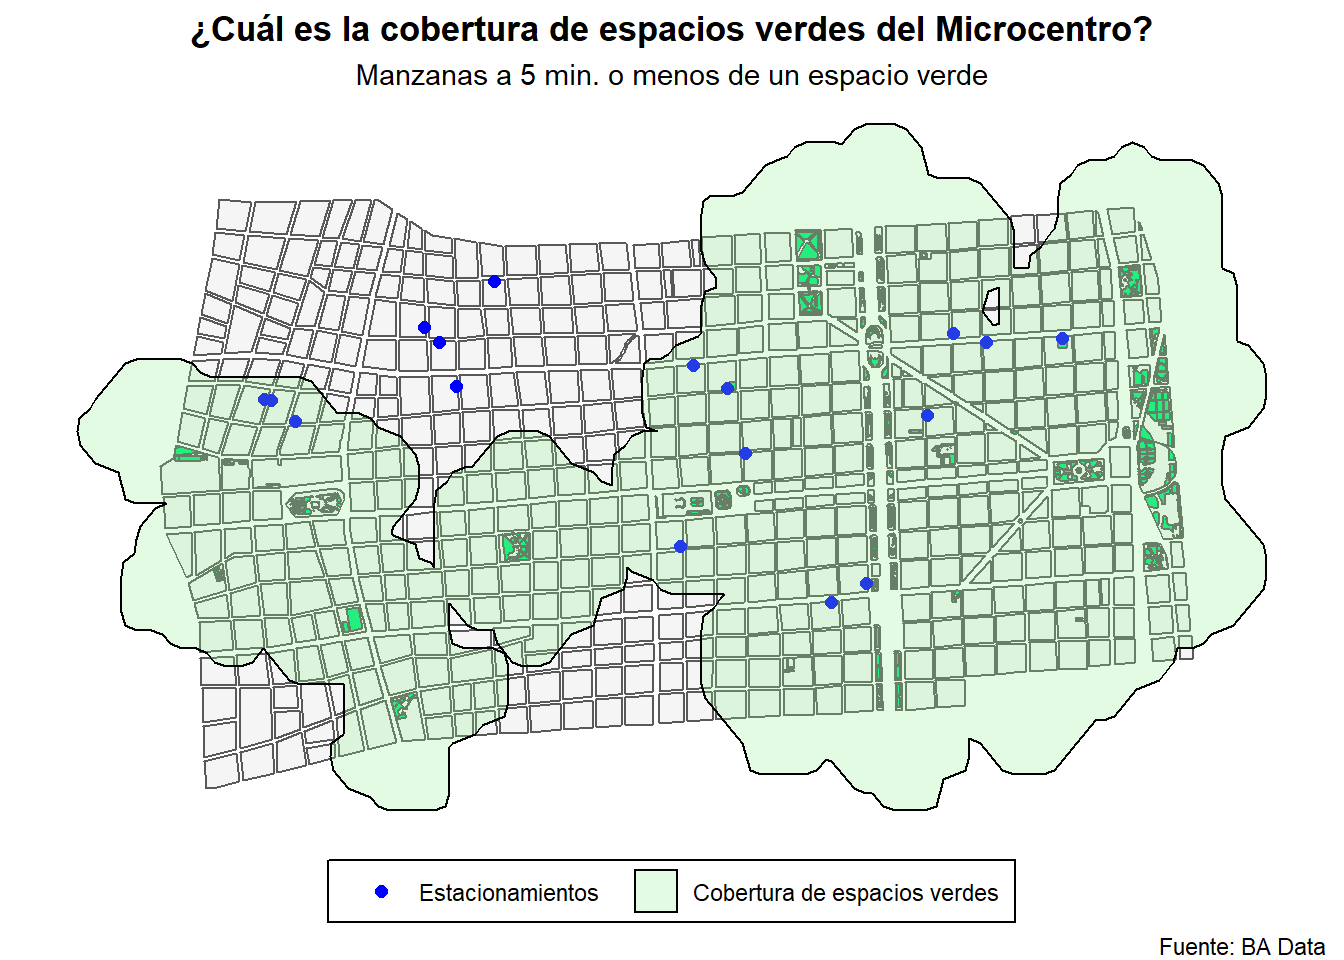 ¿Cuál es la cobertura de espacios verdes del Microcentro?
Manzanas a 5 min. o menos de un espacio verde
Estacionamientos
Cobertura de espacios verdes
Fuente: BA Data